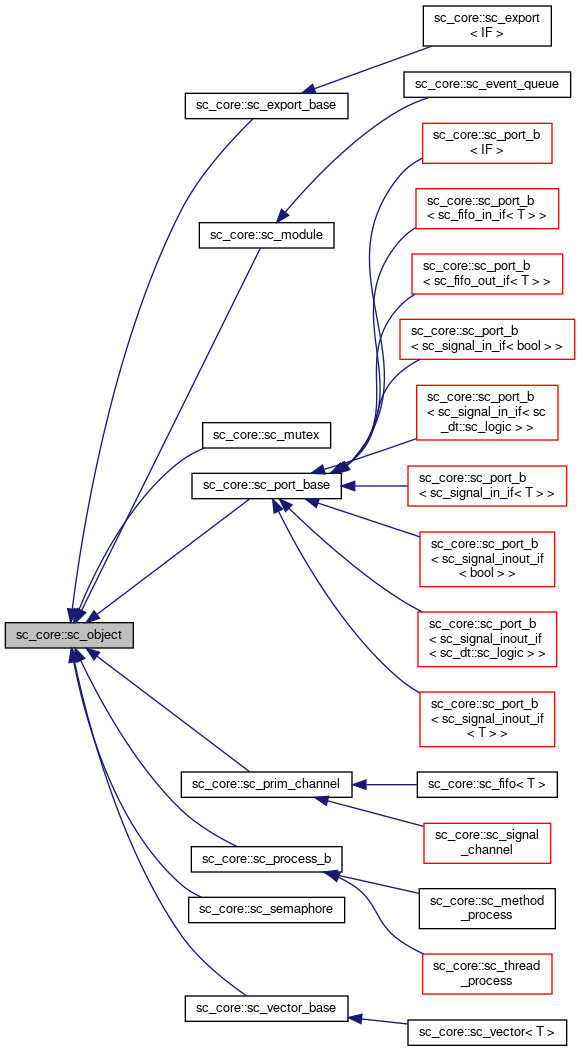 sc_core::sc_export
< IF >
sc_core::sc_event_queue
sc_core::sc_export_base
sc_core::sc_port_b
< IF >
sc_core::sc_port_b
< sc_fifo_in_if< T > >
sc_core::sc_module
sc_core::sc_port_b
< sc_fifo_out_if< T > >
sc_core::sc_port_b
< sc_signal_in_if< bool > >
sc_core::sc_port_b
< sc_signal_in_if< sc
_dt::sc_logic > >
sc_core::sc_mutex
sc_core::sc_port_base
sc_core::sc_port_b
< sc_signal_in_if< T > >
sc_core::sc_port_b
< sc_signal_inout_if
< bool > >
sc_core::sc_object
sc_core::sc_port_b
< sc_signal_inout_if
< sc_dt::sc_logic > >
sc_core::sc_port_b
< sc_signal_inout_if
< T > >
sc_core::sc_prim_channel
sc_core::sc_fifo< T >
sc_core::sc_signal
_channel
sc_core::sc_process_b
sc_core::sc_method
_process
sc_core::sc_semaphore
sc_core::sc_thread
_process
sc_core::sc_vector_base
sc_core::sc_vector< T >